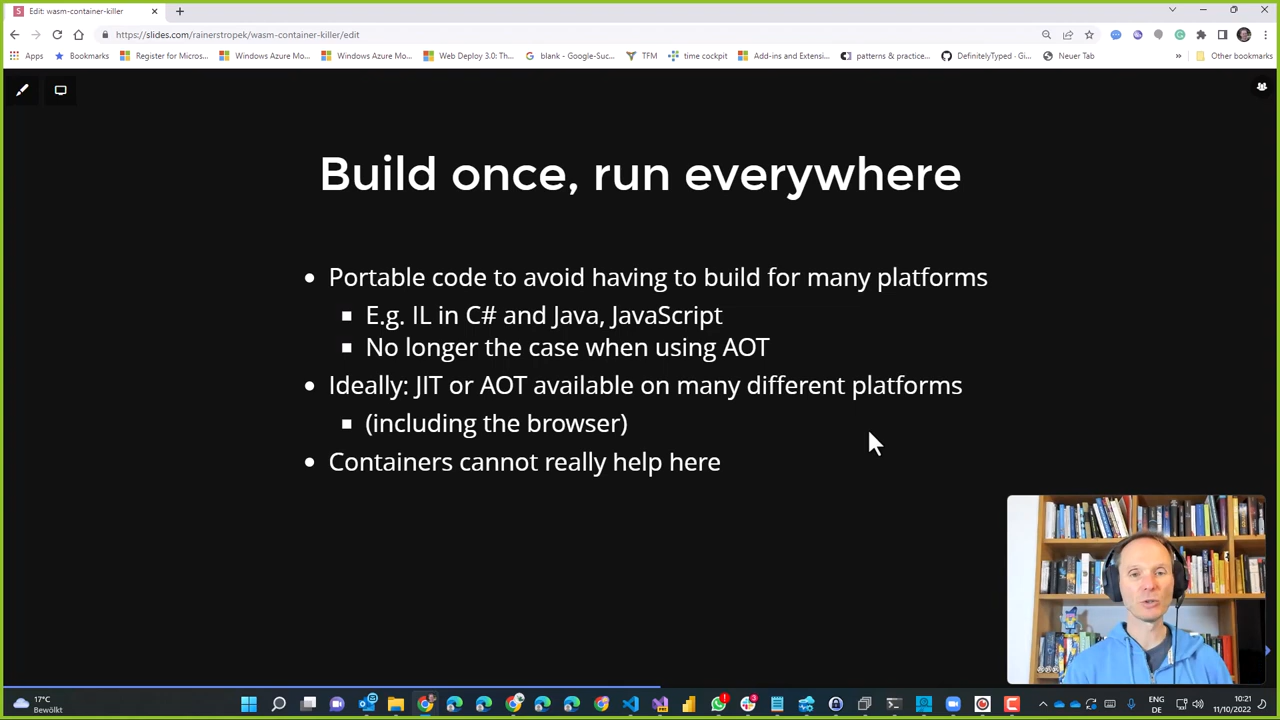 Edit: wasm-container-killer
https://slides.com/rainerstropek/wasm-container-killer/edit
Apps
Bookmarks
Register for Micros...
Windows Azure Mo...
Windows Azure Mo...
Web Deploy 3.0: Th...
blank - Google-Suc...
TFM
time cockpit
Add-ins and Extensi...
patterns & practice...
DefinitelyTyped - Gi...
Neuer Tab
»
Other bookmarks
Build once, run everywhere
• Portable code to avoid having to build for many platforms
▪ E.g. IL in C# and Java, JavaScript
▪ No longer the case when using AOT
• Ideally: JIT or AOT available on many different platforms
▪ (including the browser)
• Containers cannot really help here
17°C
Bewölkt
ENG
DE
10:21
11/10/2022